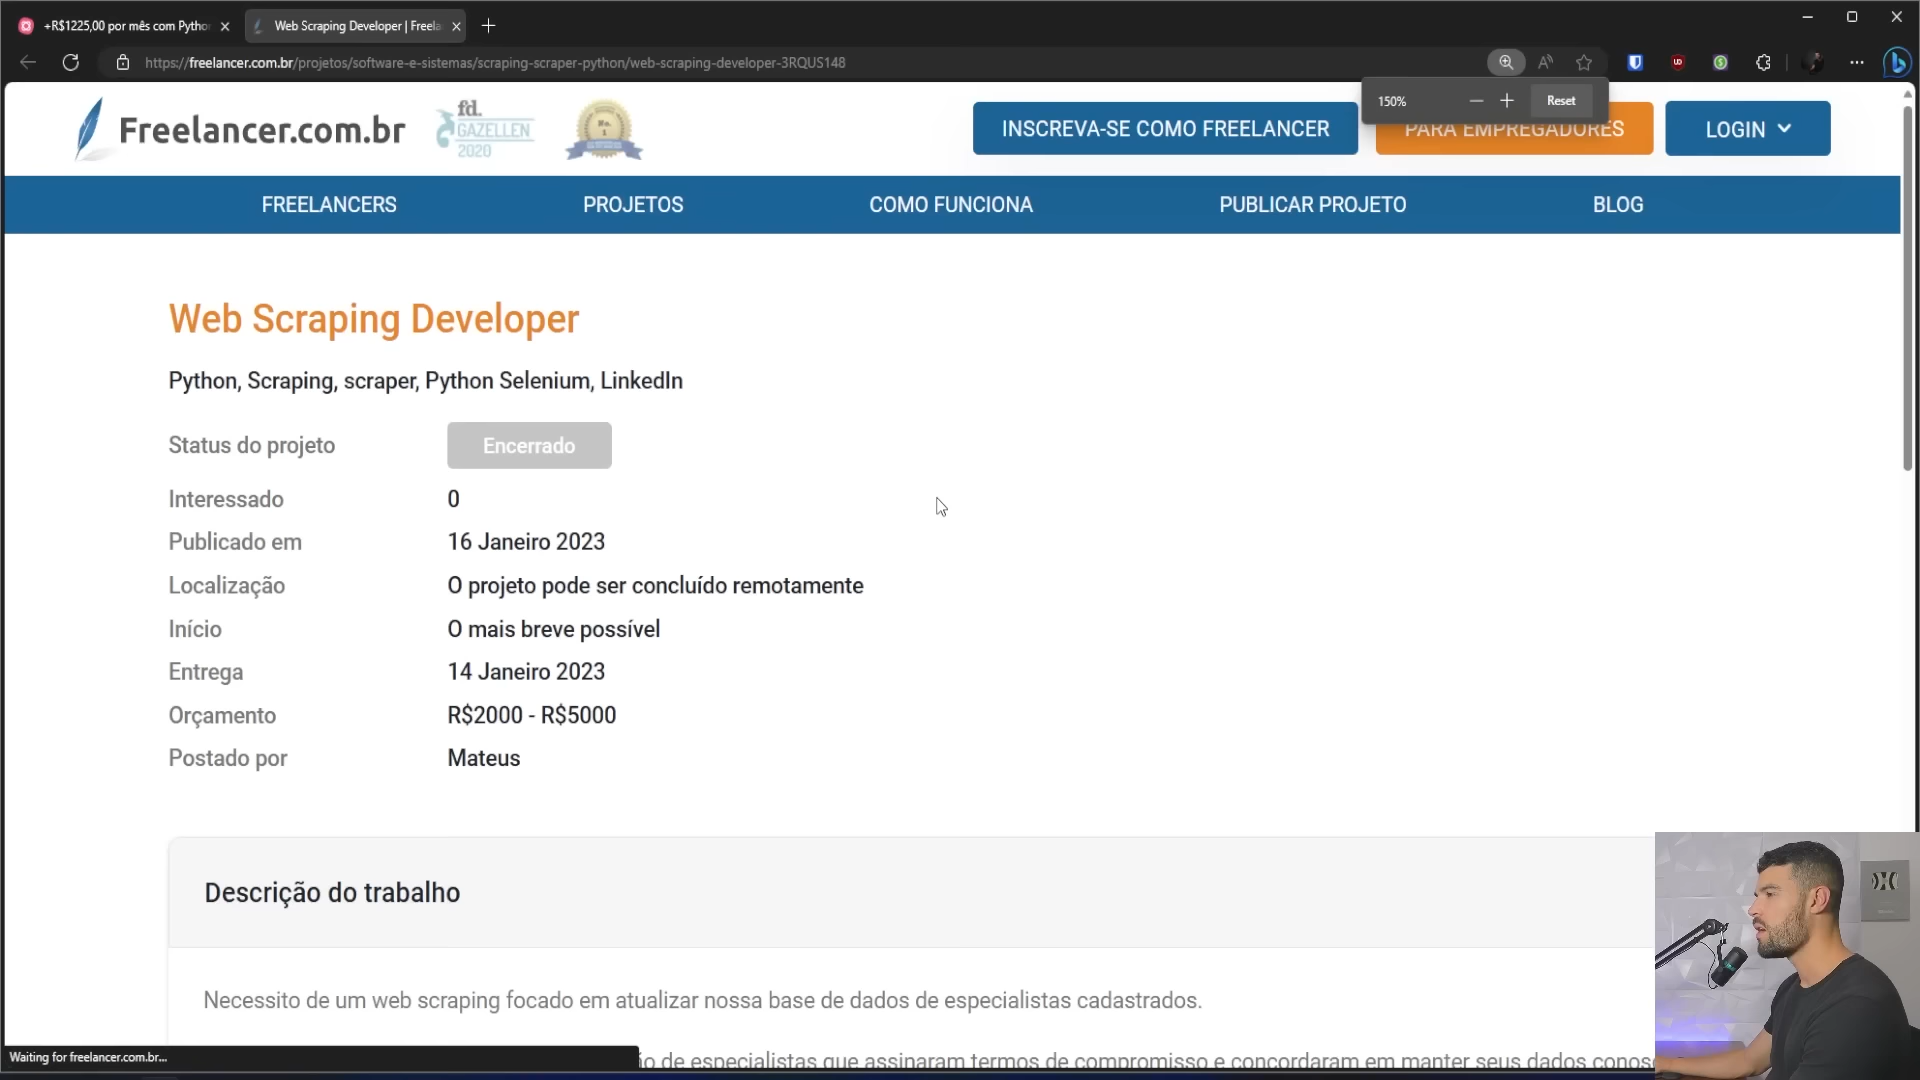 +R$1225,00 por mês com Pytho
Web Scraping Developer | Freela
https://freelancer.com.br/projetos/software-e-sistemas/scraping-scraper-python/web-scraping-developer-3RQUS148
150%
Reset
Freelancer.com.br
fd.
GAZELLEN
2020
No.
1
INSCREVA-SE COMO FREELANCER
PARA EMPREGADORES
LOGIN
FREELANCERS
PROJETOS
COMO FUNCIONA
PUBLICAR PROJETO
BLOG
Web Scraping Developer
Python, Scraping, scraper, Python Selenium, LinkedIn
Status do projeto
Encerrado
Interessado
0
Publicado em
16 Janeiro 2023
Localização
O projeto pode ser concluído remotamente
Início
O mais breve possível
Entrega
14 Janeiro 2023
Orçamento
R$2000 - R$5000
Postado por
Mateus
Descrição do trabalho
Necessito de um web scraping focado em atualizar nossa base de dados de especialistas cadastrados.
de especialistas que assinaram termos de compromisso e concordaram em manter seus dados
Waiting for freelancer.com.br...